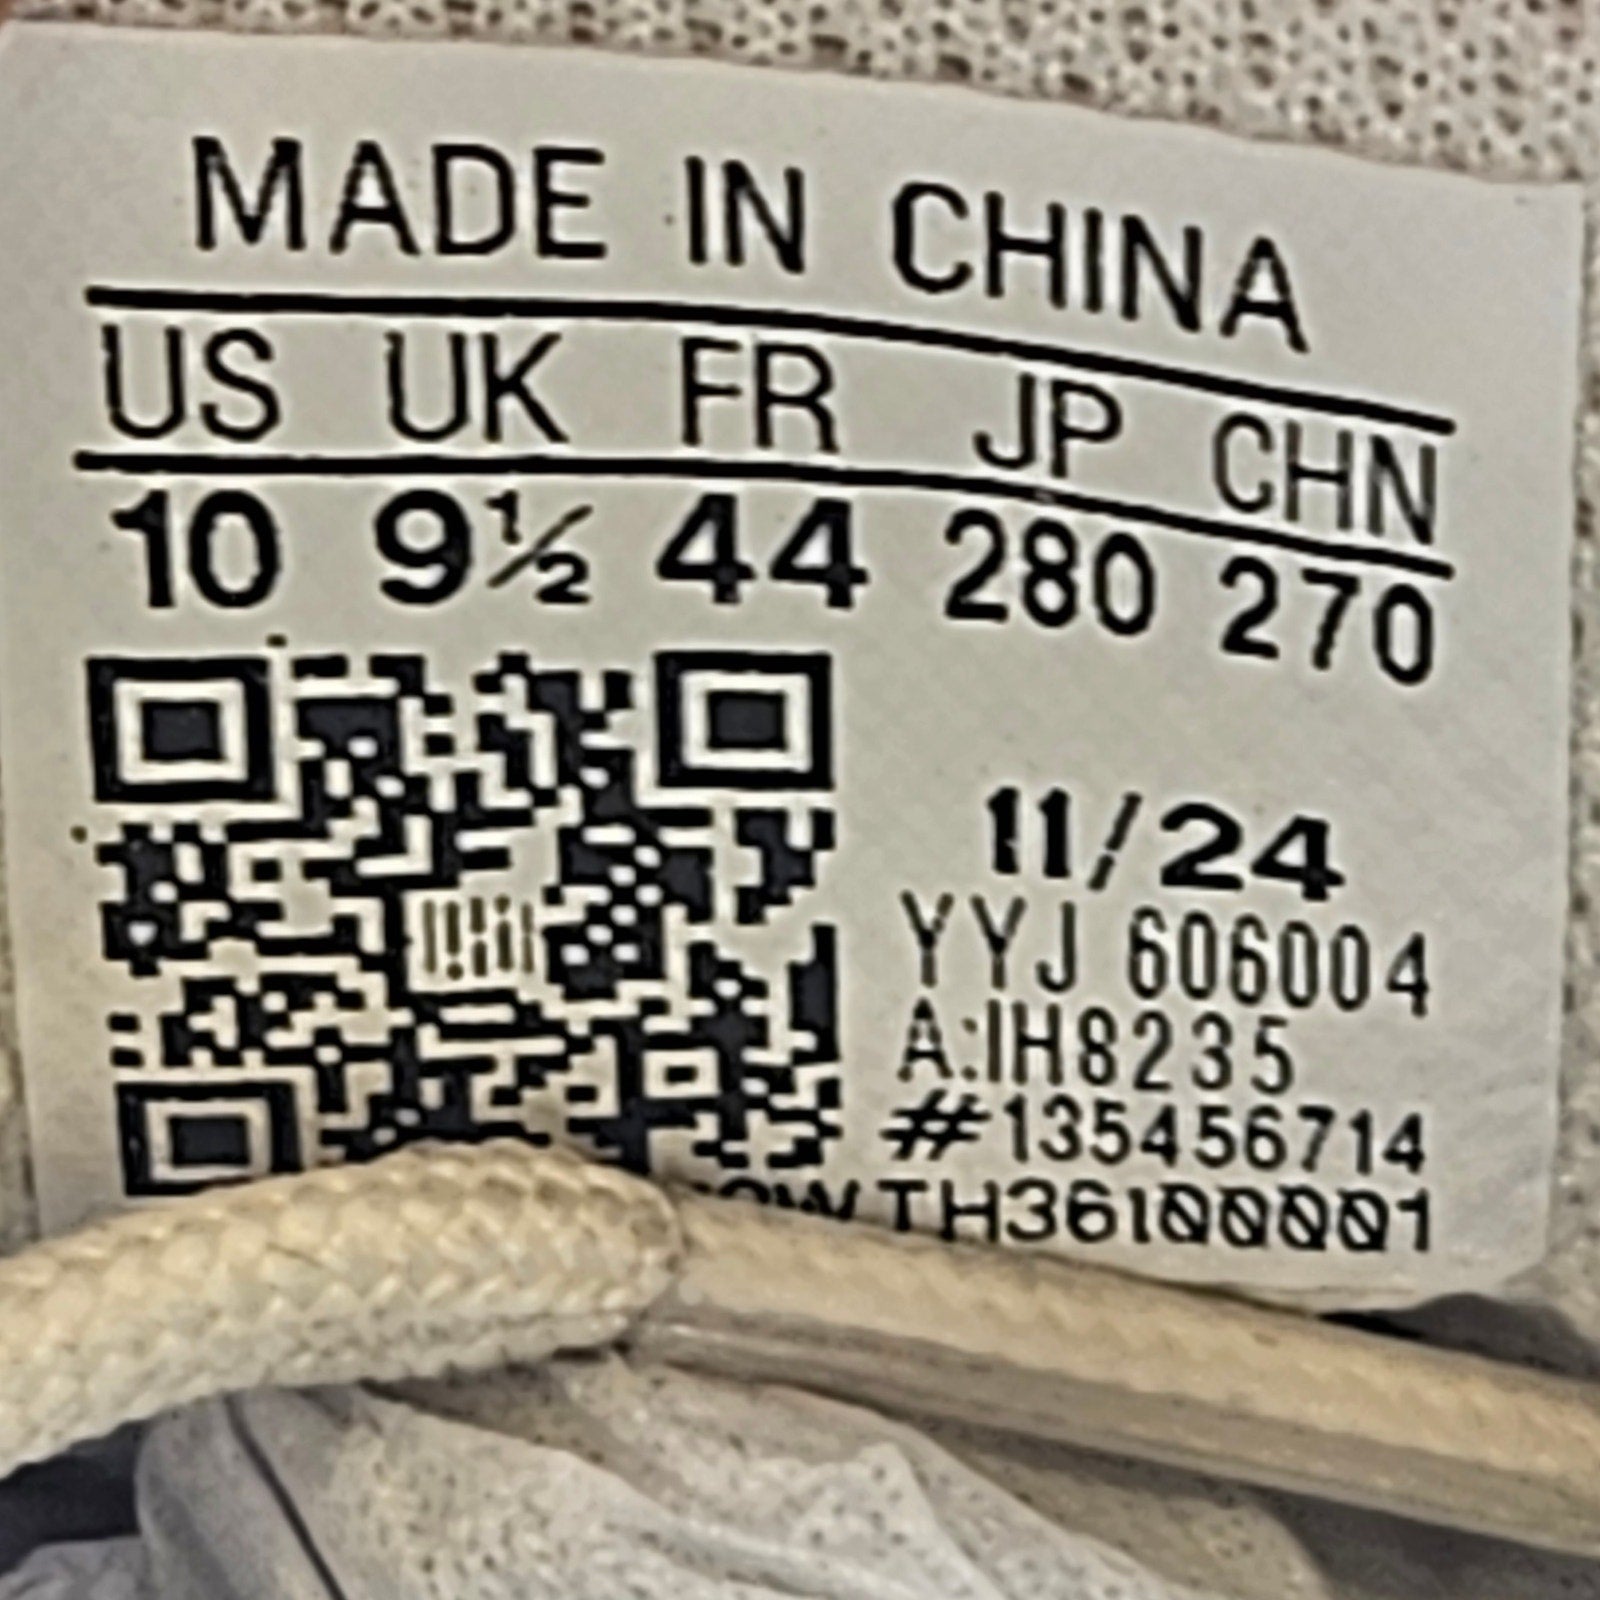 MADE IN CHINA
US UK FR JP CHN
10 9½ 44 280 270
11/24
YYJ 606004
A:IH8235
#135456714
TH36100001